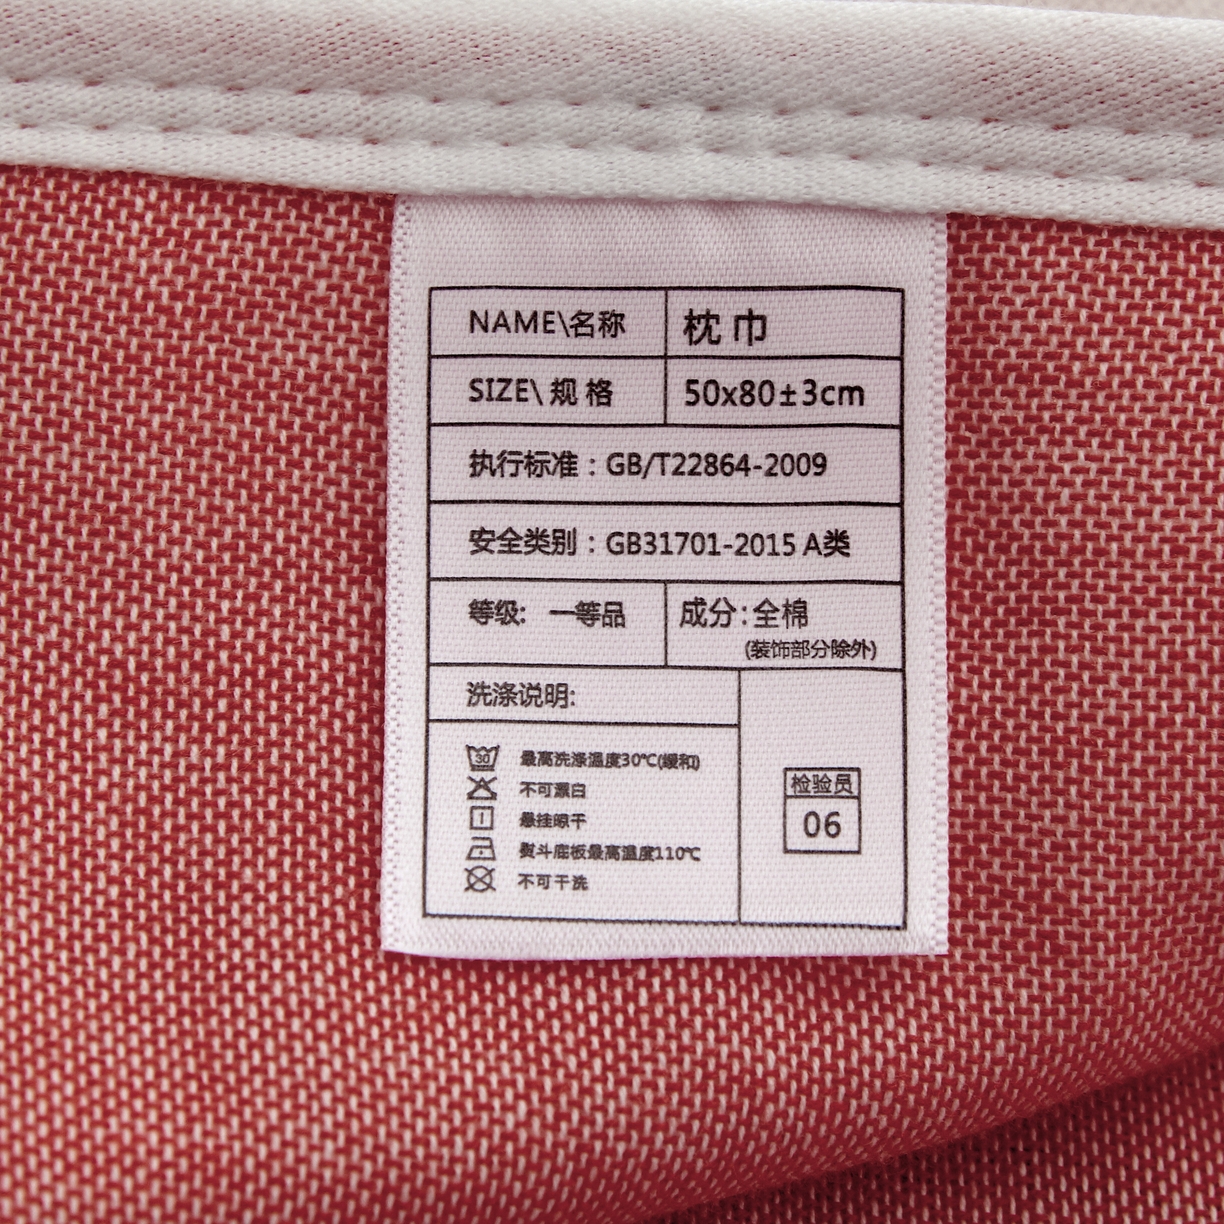 NAME\名称 枕巾
SIZE\规格 50x80±3cm
执行标准：GB/T22864-2009
安全类别：GB31701-2015 A类
等级: 一等品 成分:全棉
(装饰部分除外)
洗涤说明:
30 最高洗涤温度30℃(缓和)
不可漂白
悬挂晾干
熨斗底板最高温度110℃
不可干洗
检验员
06